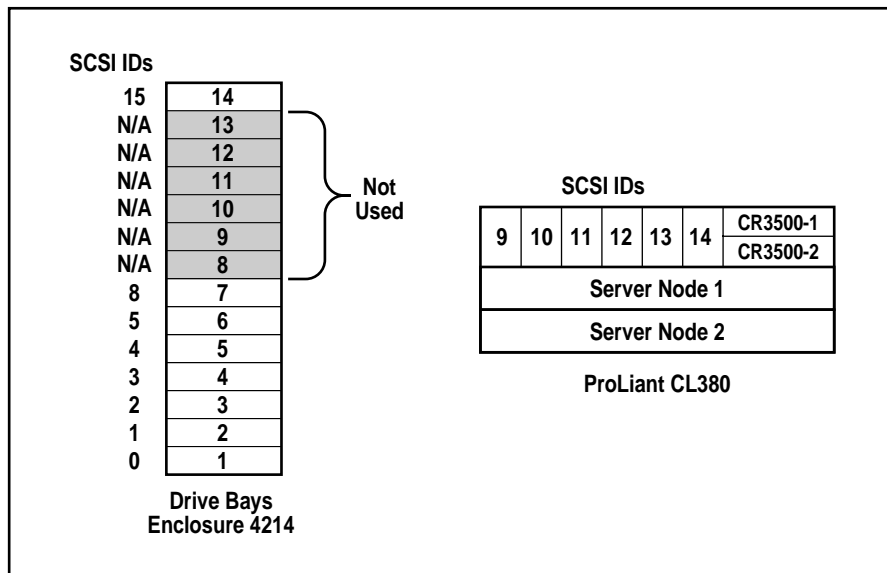 SCSI IDs
15 14
N/A 13
N/A 12
N/A 11
N/A 10
N/A 9
N/A 8
8 7
5 6
4 5
3 4
2 3
1 2
0 1
Drive Bays
Enclosure 4214
Not
Used
SCSI IDs
9 10 11 12 13 14 CR3500-1
CR3500-2
Server Node 1
Server Node 2
ProLiant CL380